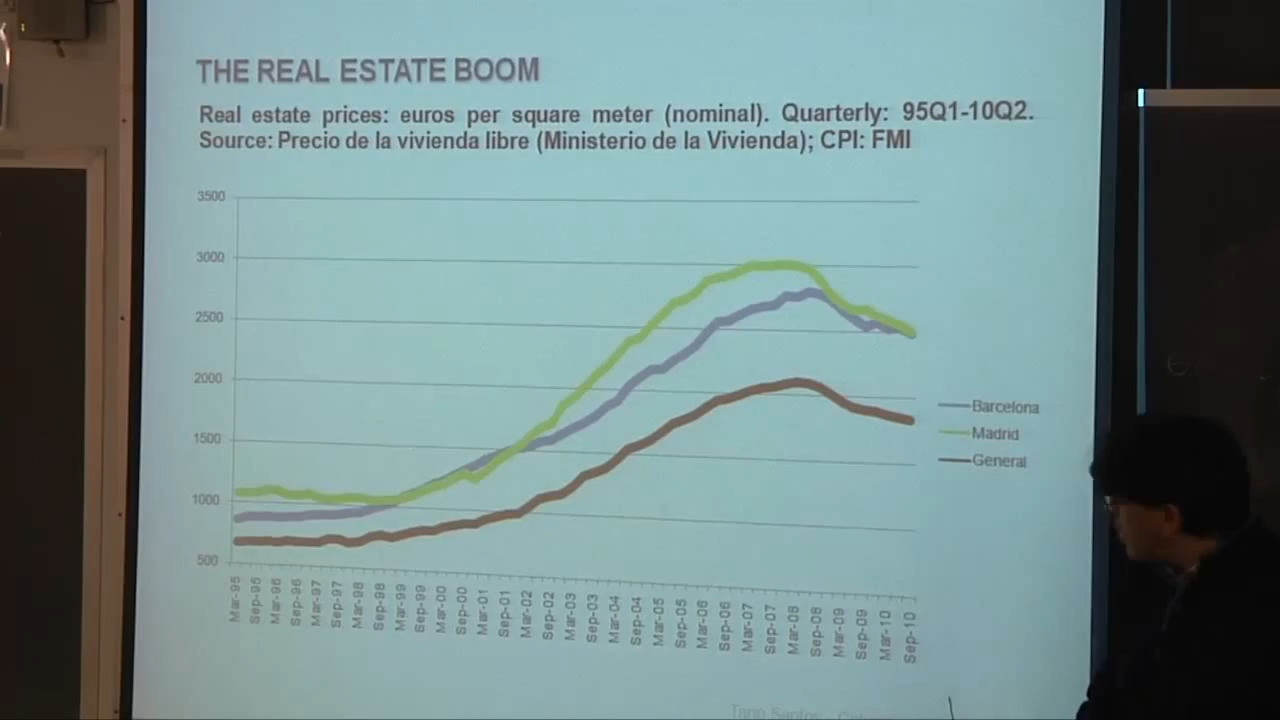 THE REAL ESTATE BOOM
Real estate prices: euros per square meter (nominal). Quarterly: 95Q1-10Q2.
Source: Precio de la vivienda libre (Ministerio de la Vivienda); CPI: FMI
3500
3000
2500
2000
1500
1000
500
Barcelona
Madrid
General
Mar-95
Sep-95
Mar-96
Sep-96
Mar-97
Sep-97
Mar-98
Sep-98
Mar-99
Sep-99
Mar-00
Sep-00
Mar-01
Sep-01
Mar-02
Sep-02
Mar-03
Sep-03
Mar-04
Sep-04
Mar-05
Sep-05
Mar-06
Sep-06
Mar-07
Sep-07
Mar-08
Sep-08
Mar-09
Sep-09
Mar-10
Sep-10
Tano Santos